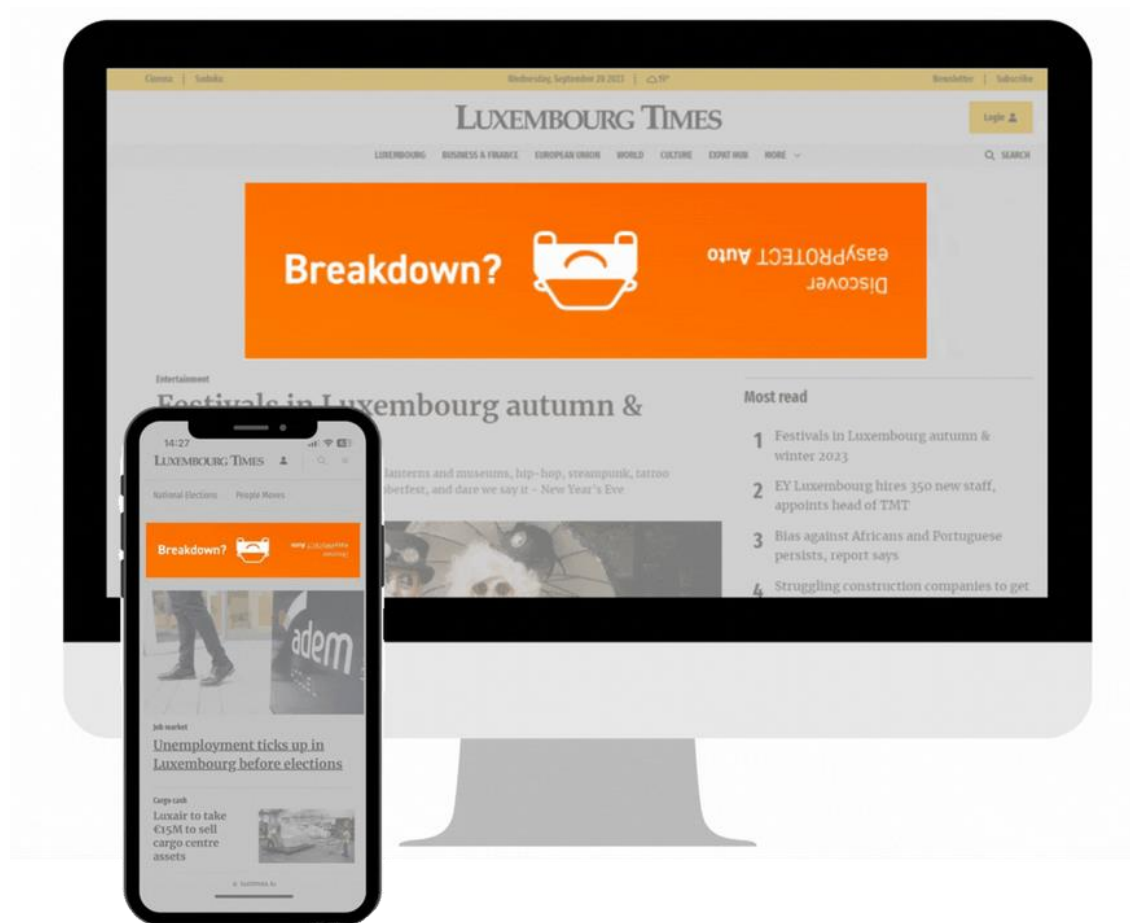 Cinema | Sudoku
Wednesday, September 20 2023 | 19°
Newsletter | Subscribe
LUXEMBOURG TIMES
Login
LUXEMBOURG BUSINESS & FINANCE EUROPEAN UNION WORLD CULTURE EXPAT HUB MORE
SEARCH
Breakdown?
Discover
easyPROTECT Auto
Entertainment
Festivals in Luxembourg autumn &
lanterns and museums, hip-hop, steampunk, tattoo
and dare we say it - New Year's Eve
Most read
1 Festivals in Luxembourg autumn &
winter 2023
2 EY Luxembourg hires 350 new staff,
appoints head of TMT
3 Bias against Africans and Portuguese
persists, report says
4 Struggling construction companies to get
14:27
LUXEMBOURG TIMES
National Elections People Moves
Breakdown?
Discover
easyPROTECT Auto
adem
Job market
Unemployment ticks up in
Luxembourg before elections
Cargo cash
Luxair to take
€15M to sell
cargo centre
assets